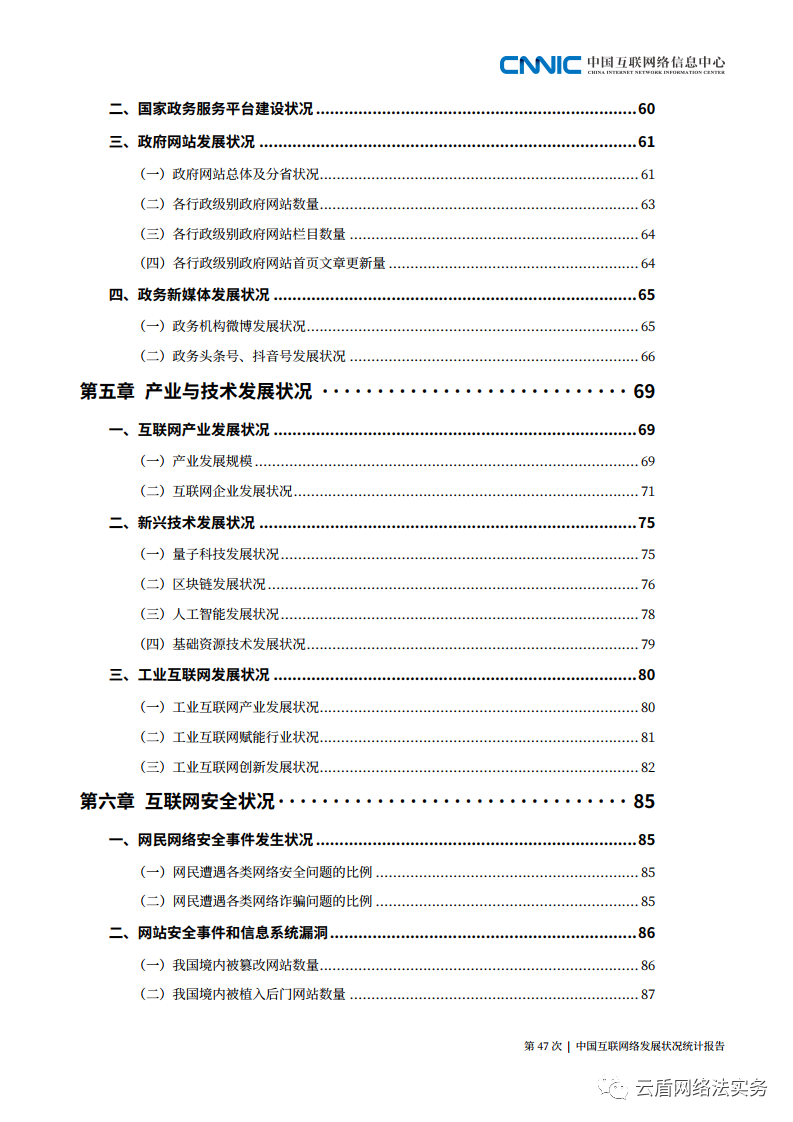 CNNIC 中国互联网络信息中心
CHINA INTERNET NETWORK INFORMATION CENTER
二、国家政务服务平台建设状况 60
三、政府网站发展状况 61
（一）政府网站总体及分省状况 61
（二）各行政级别政府网站数量 63
（三）各行政级别政府网站栏目数量 64
（四）各行政级别政府网站首页文章更新量 64
四、政务新媒体发展状况 65
（一）政务机构微博发展状况 65
（二）政务头条号、抖音号发展状况 66
第五章 产业与技术发展状况 69
一、互联网产业发展状况 69
（一）产业发展规模 69
（二）互联网企业发展状况 71
二、新兴技术发展状况 75
（一）量子科技发展状况 75
（二）区块链发展状况 76
（三）人工智能发展状况 78
（四）基础资源技术发展状况 79
三、工业互联网发展状况 80
（一）工业互联网产业发展状况 80
（二）工业互联网赋能行业状况 81
（三）工业互联网创新发展状况 82
第六章 互联网安全状况 85
一、网民网络安全事件发生状况 85
（一）网民遭遇各类网络安全问题的比例 85
（二）网民遭遇各类网络诈骗问题的比例 85
二、网站安全事件和信息系统漏洞 86
（一）我国境内被篡改网站数量 86
（二）我国境内被植入后门网站数量 87
第 47 次 | 中国互联网络发展状况统计报告
云盾网络法实务